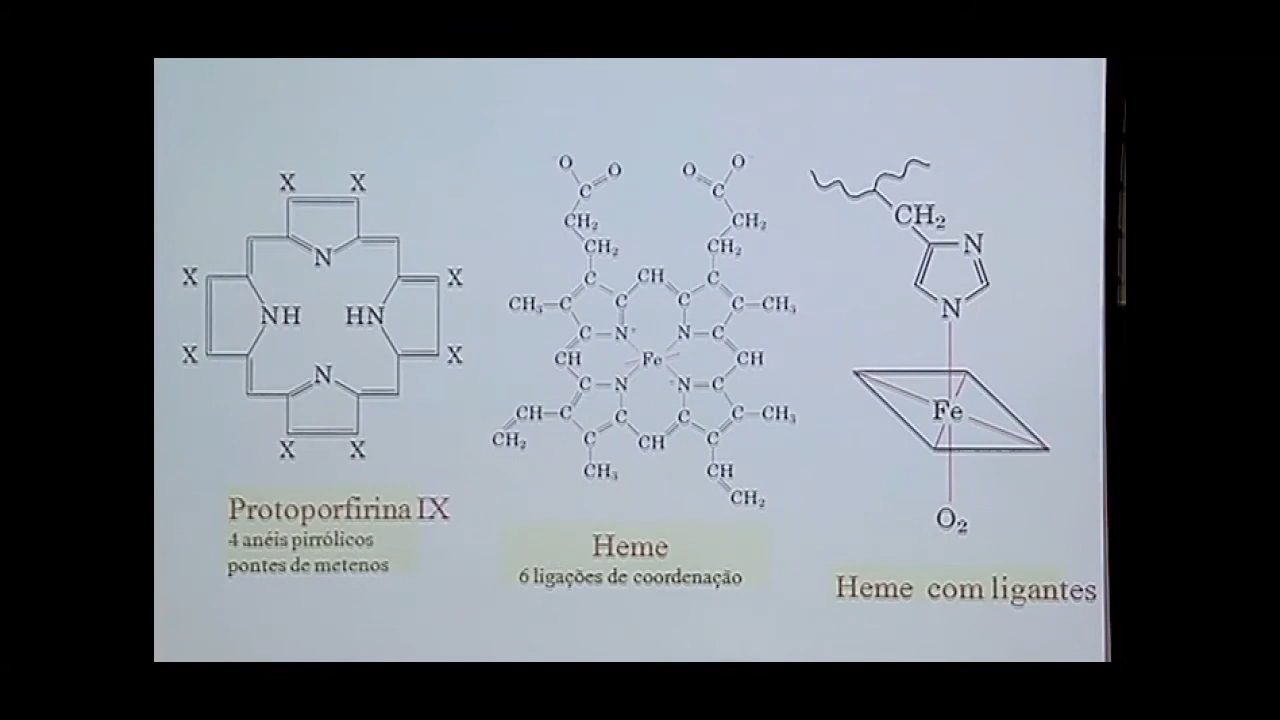 X X
N
X X
NH HN
X X
N
X X
Protoporfirina IX
4 anéis pirrólicos
pontes de metenos
-O O O O-
C C
CH₂ CH₂
CH₂ CH₂
C CH C
CH₃ C C C C CH₃
C N+ N C
CH Fe CH
C N +N C
CH C C C C CH₃
CH₂ C CH C
CH₃ CH
CH₂
Heme
6 ligações de coordenação
CH₂
N
N
Fe
O₂
Heme com ligantes